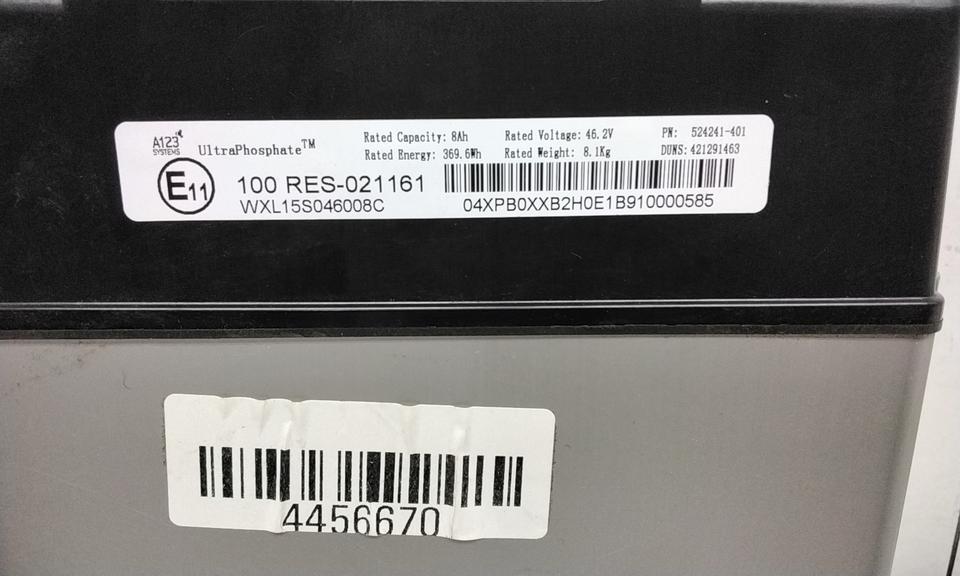 A123 SYSTEMS UltraPhosphate™ Rated Capacity: 8Ah Rated Voltage: 46.2V PN: 524241-401
Rated Energy: 369.6Wh Rated Weight: 8.1Kg DUNS: 421291463
E11 100 RES-021161
WXL15S046008C 04XPB0XXB2H0E1B910000585
4456670